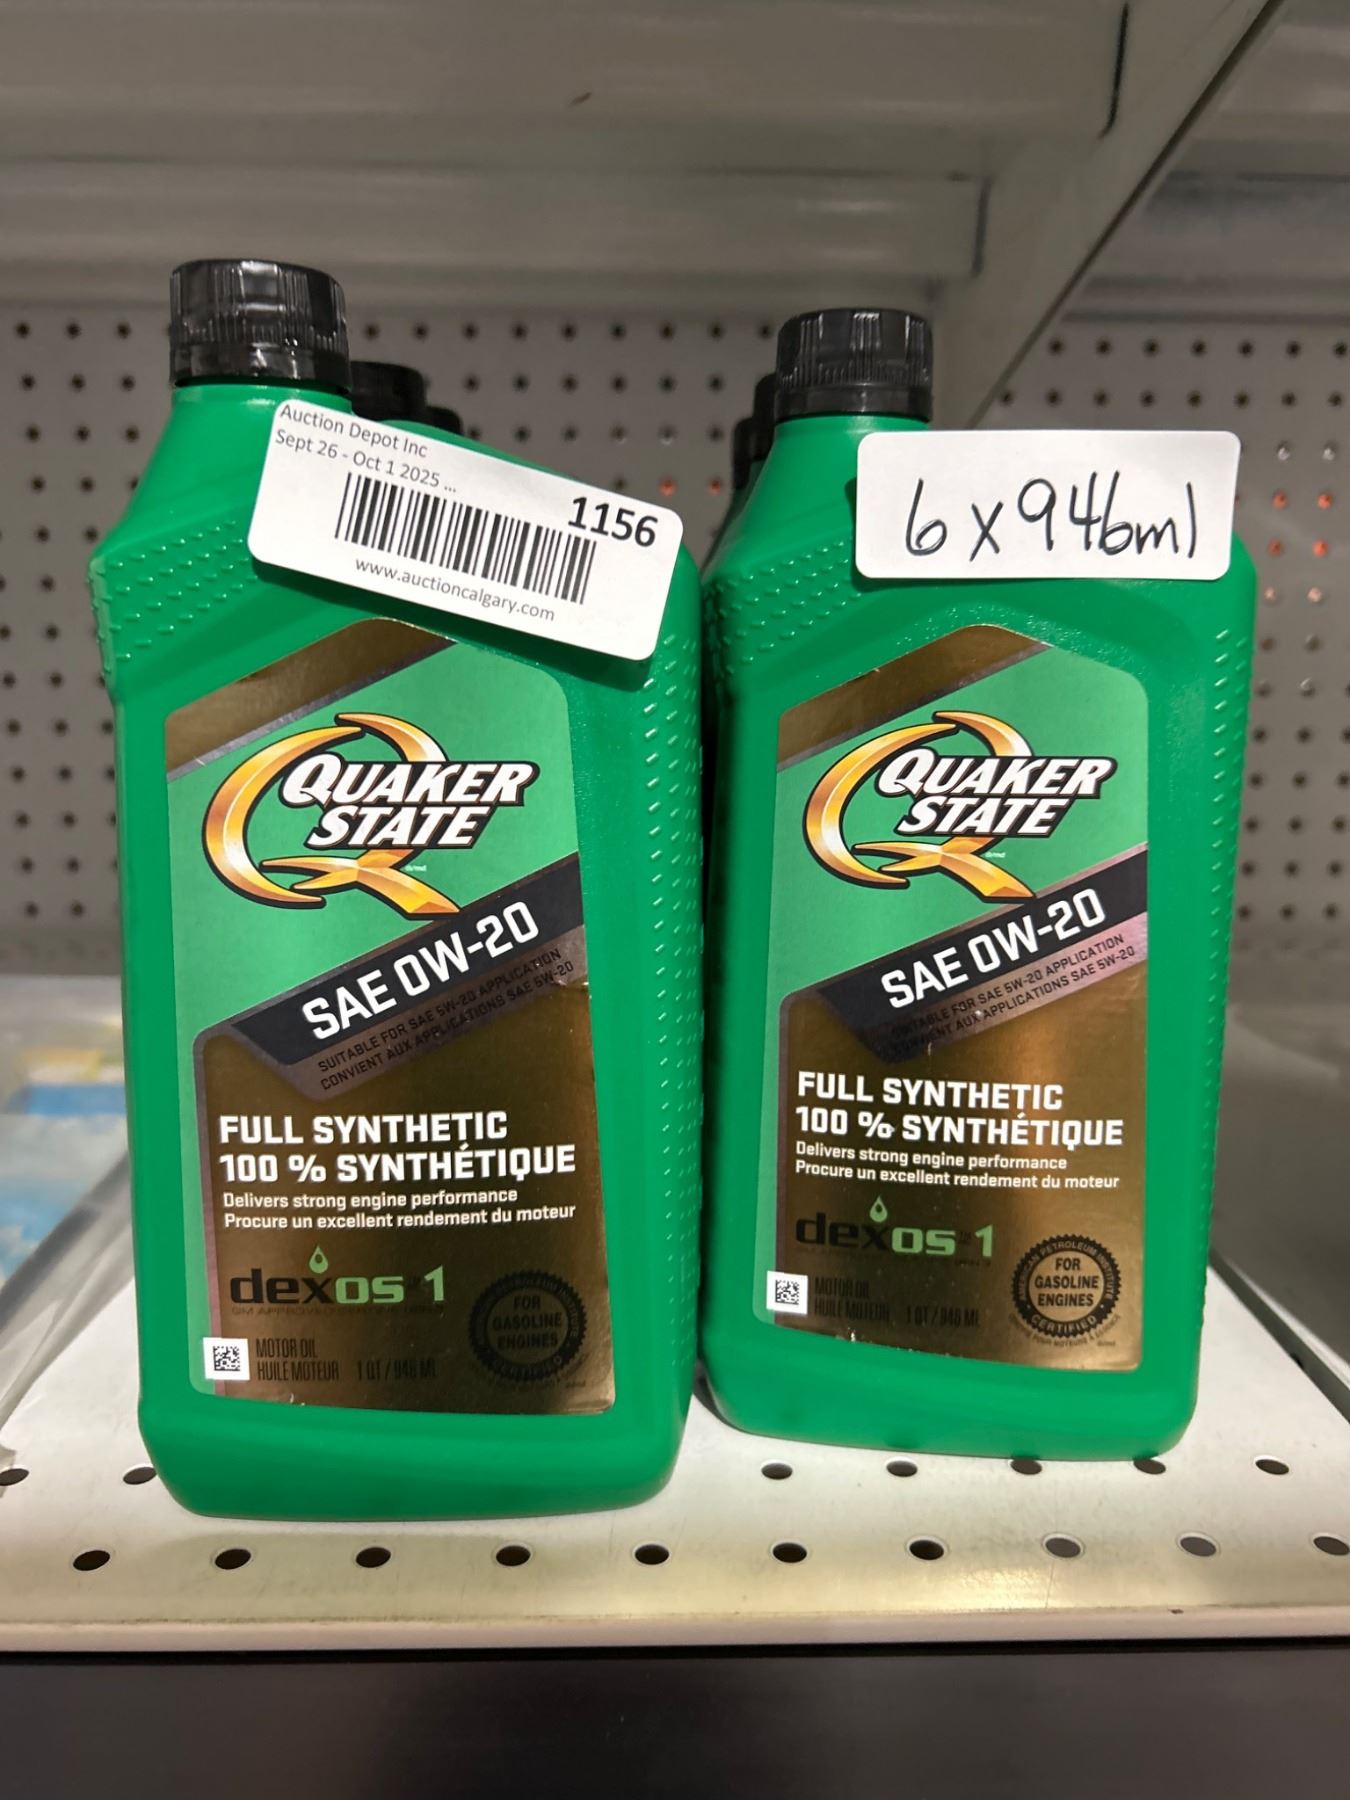 Auction Depot Inc
Sept 26 - Oct 1 2025 ...
1156
www.auctioncalgary.com
QUAKER
STATE
SAE 0W-20
SUITABLE FOR SAE 5W-20 APPLICATION
CONVIENT AUX APPLICATIONS SAE 5W-20
FULL SYNTHETIC
100 % SYNTHÉTIQUE
Delivers strong engine performance
Procure un excellent rendement du moteur
dexos 1
MOTOR OIL
HUILE MOTEUR 1 QT / 946 ML
FOR
GASOLINE
ENGINES
CERTIFIED
6 x 946ml
QUAKER
STATE
SAE 0W-20
SUITABLE FOR SAE 5W-20 APPLICATION
CONVIENT AUX APPLICATIONS SAE 5W-20
FULL SYNTHETIC
100 % SYNTHÉTIQUE
Delivers strong engine performance
Procure un excellent rendement du moteur
dexos 1
MOTOR OIL
HUILE MOTEUR 1 QT / 946 ML
AMERICAN PETROLEUM INSTITUTE
FOR
GASOLINE
ENGINES
CERTIFIED